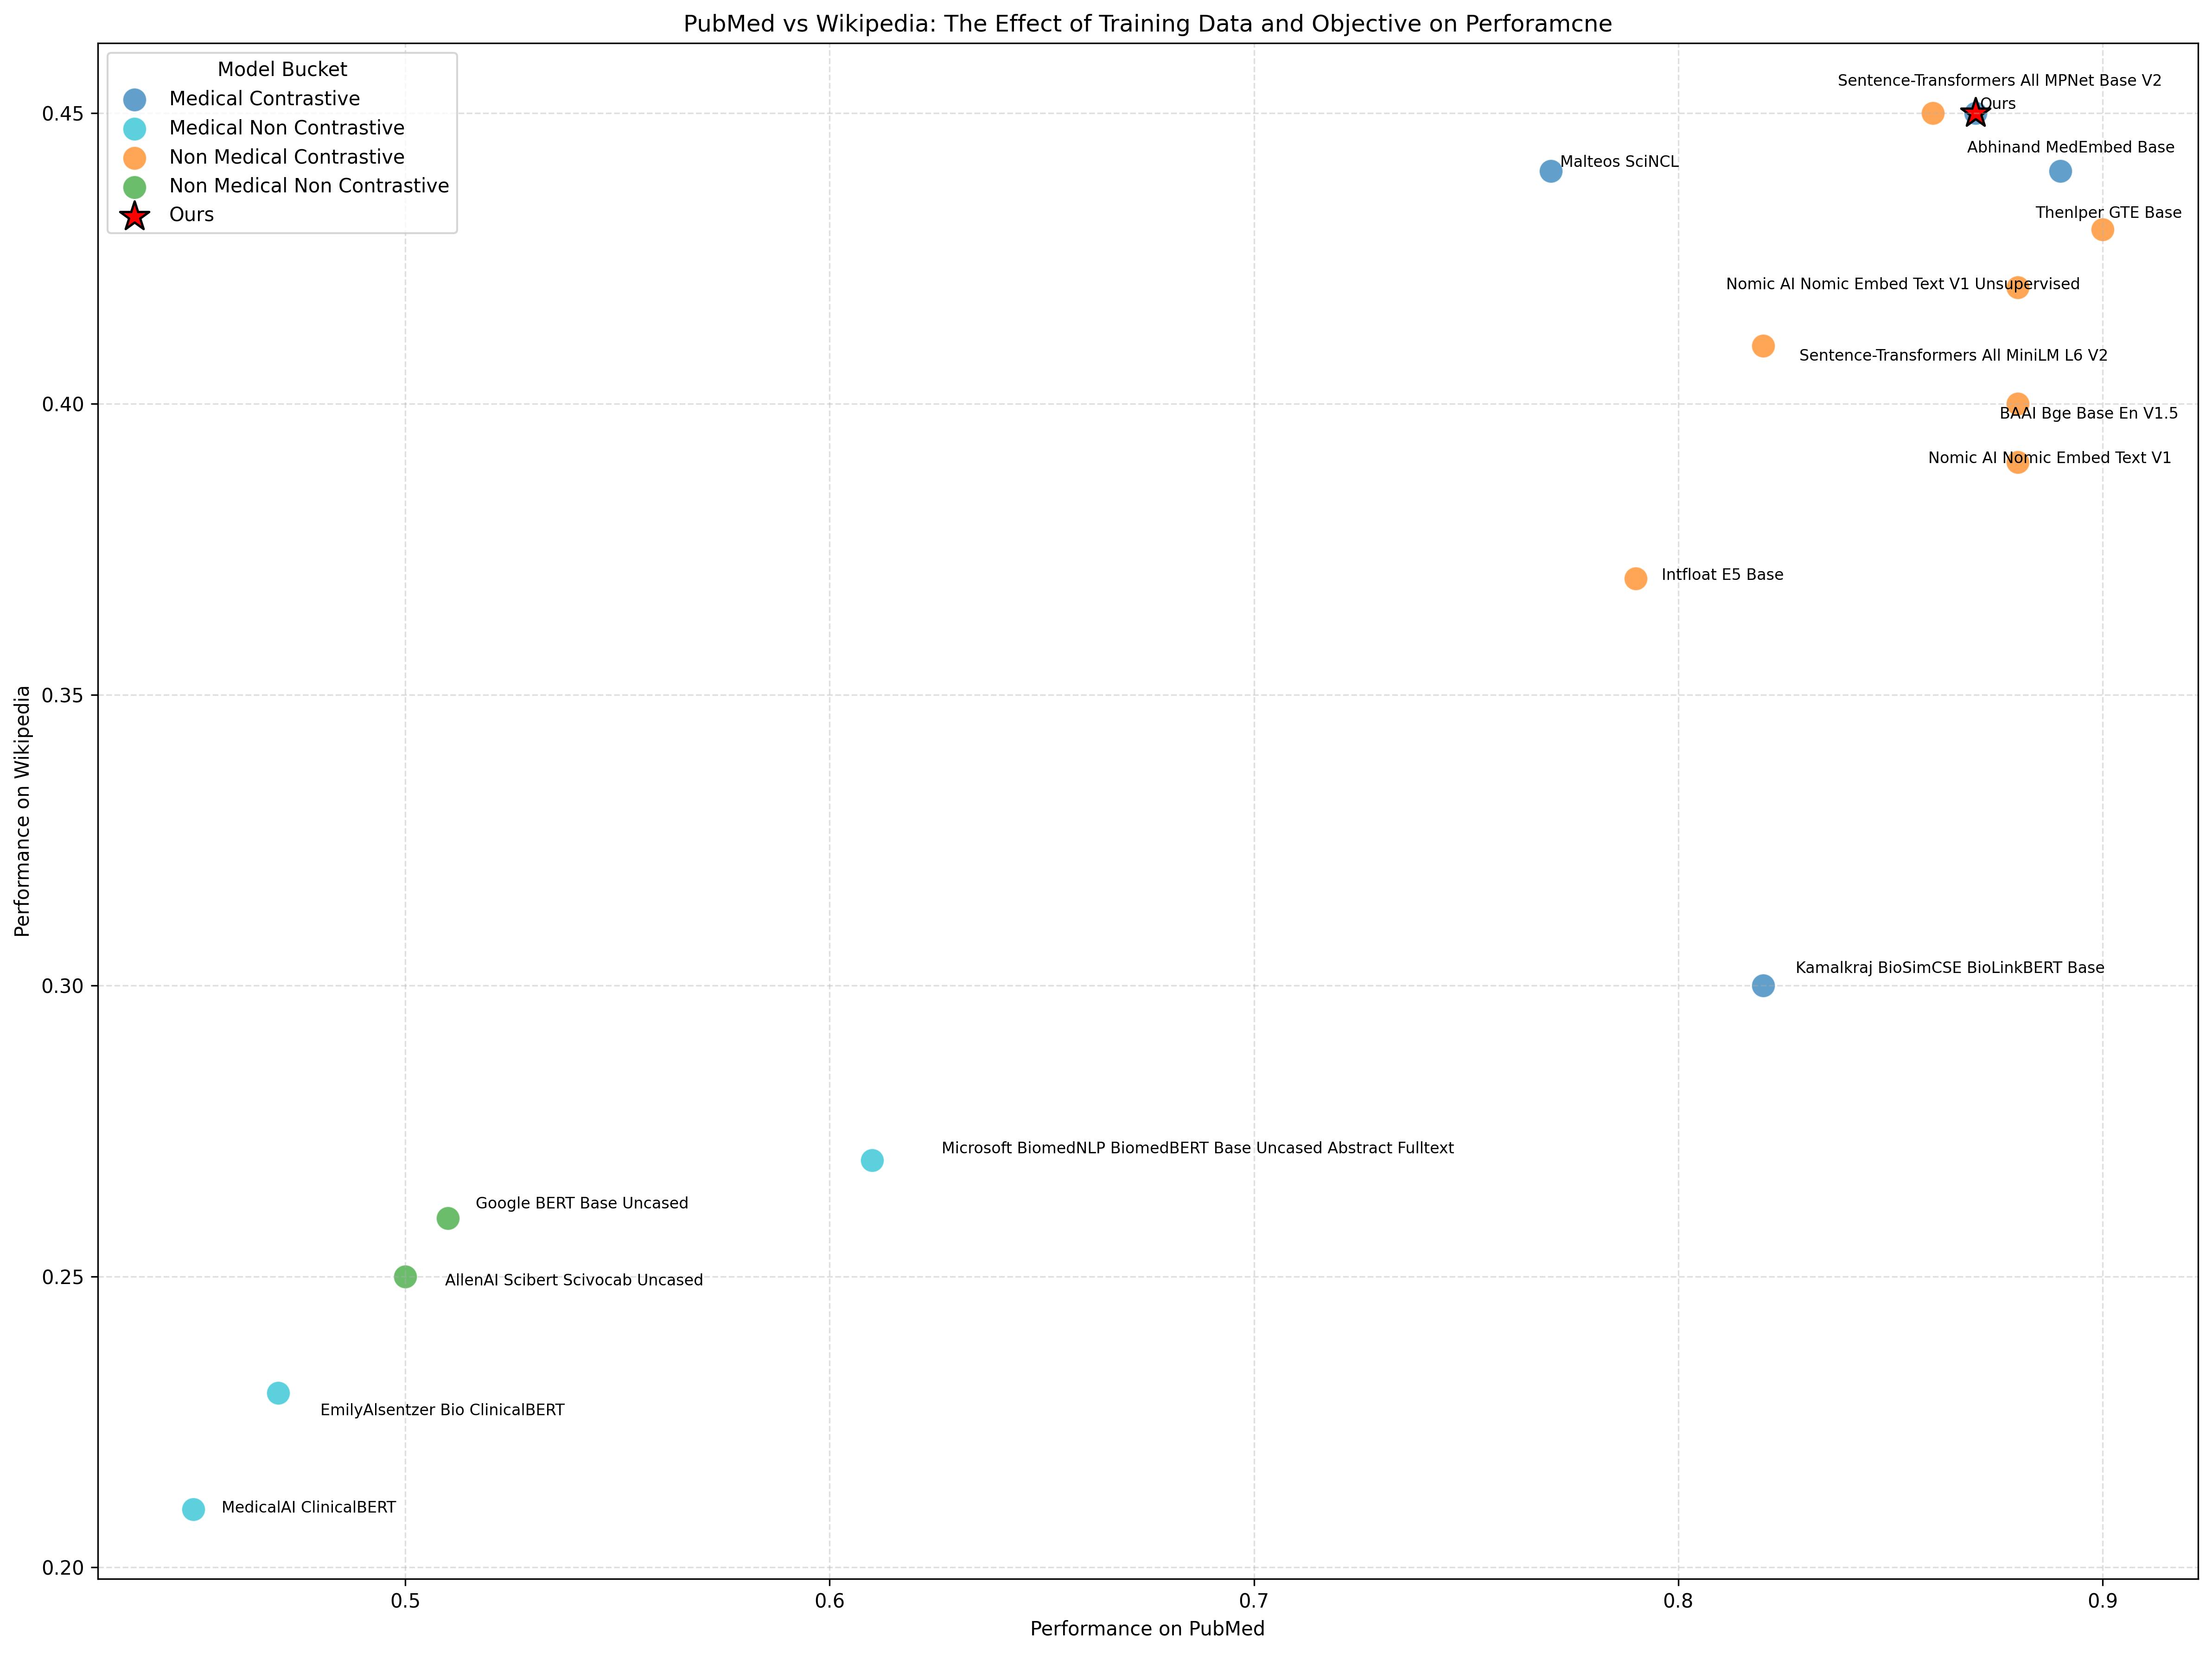 PubMed vs Wikipedia: The Effect of Training Data and Objective on Perforamcne
Model Bucket
Medical Contrastive
Medical Non Contrastive
Non Medical Contrastive
Non Medical Non Contrastive
Ours
Sentence-Transformers All MPNet Base V2
Ours
Abhinand MedEmbed Base
Malteos SciNCL
Thenlper GTE Base
Nomic AI Nomic Embed Text V1 Unsupervised
Sentence-Transformers All MiniLM L6 V2
BAAI Bge Base En V1.5
Nomic AI Nomic Embed Text V1
Intfloat E5 Base
Kamalkraj BioSimCSE BioLinkBERT Base
Microsoft BiomedNLP BiomedBERT Base Uncased Abstract Fulltext
Google BERT Base Uncased
AllenAI Scibert Scivocab Uncased
EmilyAlsentzer Bio ClinicalBERT
MedicalAI ClinicalBERT
Performance on Wikipedia
0.45
0.40
0.35
0.30
0.25
0.20
0.5
0.6
0.7
0.8
0.9
Performance on PubMed